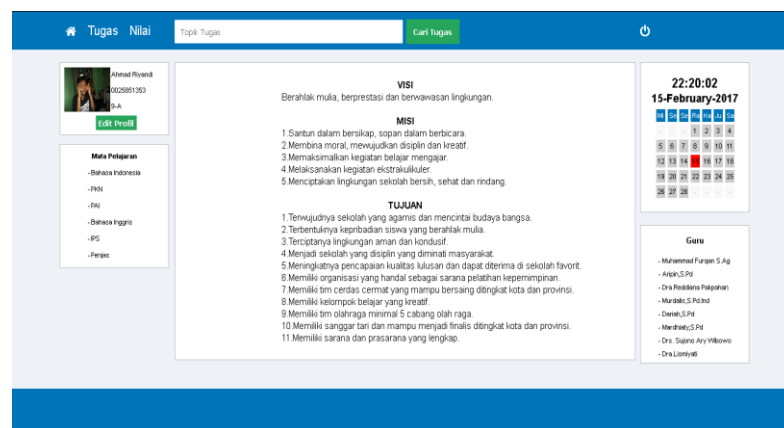 Tugas Nilai
Topik Tugas
Cari Tugas
Ahmad Riyandi
0025851353
9-A
Edit Profil
Mata Pelajaran
- Bahasa Indonesia
- PKN
- PAI
- Bahasa Inggris
- IPS
- Penjas
VISI
Berahlak mulia, berprestasi dan berwawasan lingkungan.
MISI
1.Santun dalam bersikap, sopan dalam berbicara.
2.Membina moral, mewujudkan disiplin dan kreatif.
3.Memaksimalkan kegiatan belajar mengajar.
4.Melaksanakan kegiatan ekstrakulikuler.
5.Menciptakan lingkungan sekolah bersih, sehat dan rindang.
TUJUAN
1.Terwujudnya sekolah yang agamis dan mencintai budaya bangsa.
2.Terbentuknya kepribadian siswa yang berahlak mulia.
3.Terciptanya lingkungan aman dan kondusif.
4.Menjadi sekolah yang disiplin yang diminati masyarakat.
5.Meningkatnya pencapaian kualitas lulusan dan dapat diterima di sekolah favorit.
6.Memiliki organisasi yang handal sebagai sarana pelatihan kepemimpinan.
7.Memiliki tim cerdas cermat yang mampu bersaing ditingkat kota dan provinsi.
8.Memiliki kelompok belajar yang kreatif.
9.Memiliki tim olahraga minimal 5 cabang olah raga.
10.Memiliki sanggar tari dan mampu menjadi finalis ditingkat kota dan provinsi.
11.Memiliki sarana dan prasarana yang lengkap.
22:20:02
15-February-2017
Mi Se Se Ra Ka Ju Sa
1 2 3 4
5 6 7 8 9 10 11
12 13 14 15 16 17 18
19 20 21 22 23 24 25
26 27 28
Guru
- Muhammad Furqan S,Ag
- Aripin,S.Pd
- Dra.Reddiana Pakpahan
- Murdails,S.Pd.Ind
- Daniah,S.Pd
- Mardhiaty,S.Pd
- Drs. Sujono Ary Wibowo
- Dra.Lismiyati